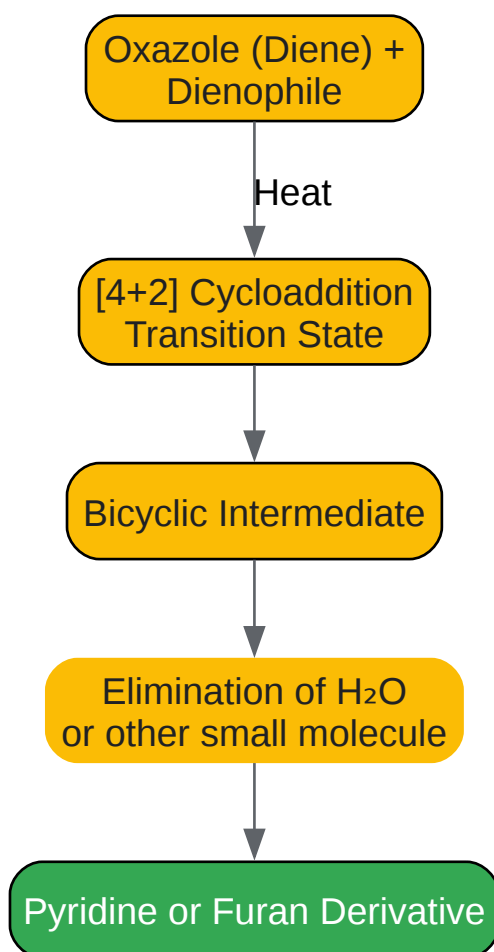 Oxazole (Diene) +
Dienophile
Heat
[4+2] Cycloaddition
Transition State
Bicyclic Intermediate
Elimination of H₂O
or other small molecule
Pyridine or Furan Derivative